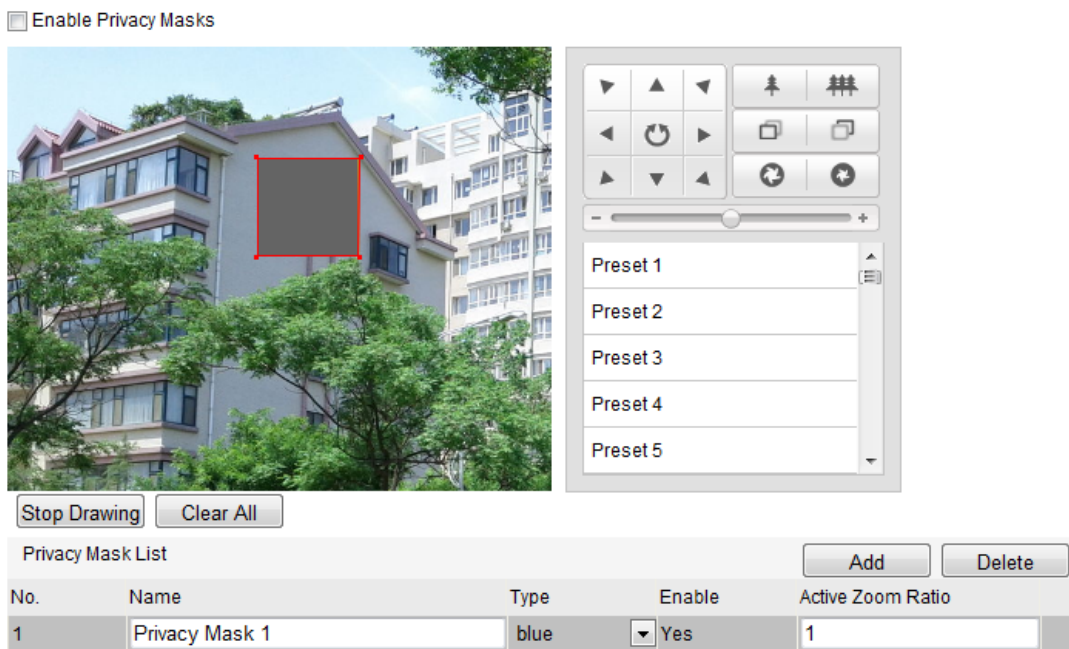 Enable Privacy Masks
Preset 1
Preset 2
Preset 3
Preset 4
Preset 5
Stop Drawing Clear All
Privacy Mask List Add Delete
No. Name Type Enable Active Zoom Ratio
1 Privacy Mask 1 blue Yes 1